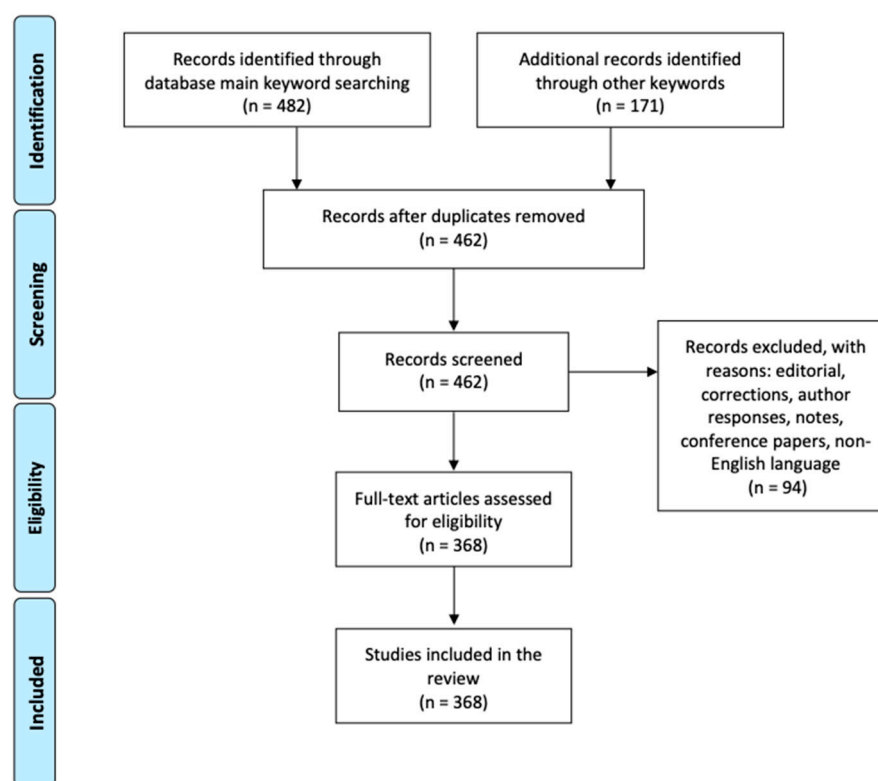 Identification
Records identified through
database main keyword searching
(n = 482)
Additional records identified
through other keywords
(n = 171)
Screening
Records after duplicates removed
(n = 462)
Records screened
(n = 462)
Records excluded, with
reasons: editorial,
corrections, author
responses, notes,
conference papers, non-
English language
(n = 94)
Eligibility
Full-text articles assessed
for eligibility
(n = 368)
Included
Studies included in the
review
(n = 368)